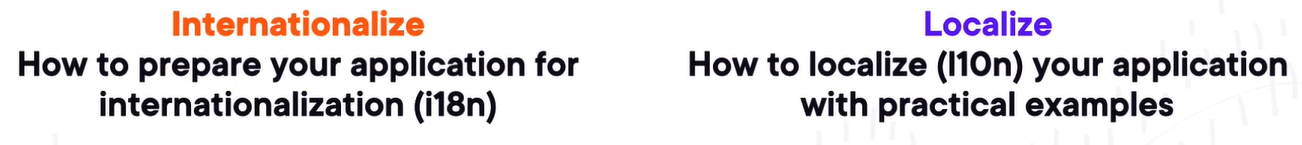 Internationalize
How to prepare your application for
internationalization (i18n)
Localize
How to localize (l10n) your application
with practical examples